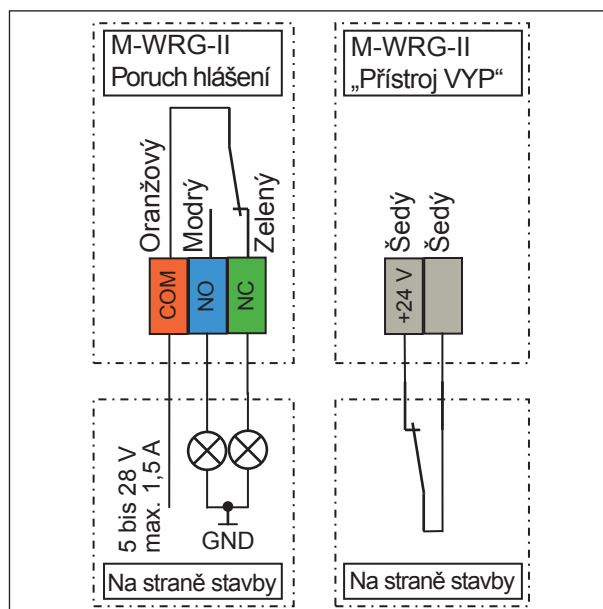 M-WRG-II
Poruch hlášení
Oranžový
Modrý
Zelený
COM
NO
NC
5 bis 28 V
max. 1,5 A
GND
Na straně stavby
M-WRG-II
„Přístroj VYP“
Šedý
Šedý
+24 V
Na straně stavby